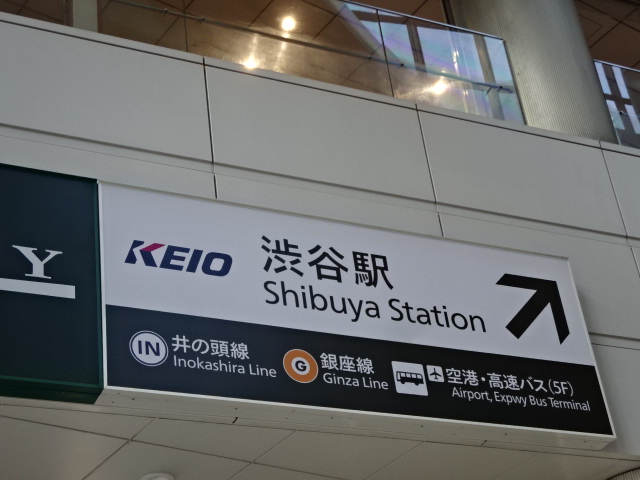 Y
KEIO
渋谷駅
Shibuya Station
IN 井の頭線
Inokashira Line
G 銀座線
Ginza Line
空港・高速バス(5F)
Airport, Expwy Bus Terminal